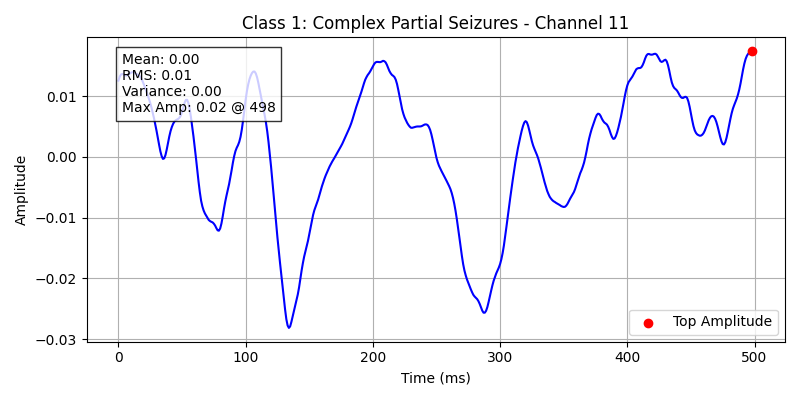 Class 1: Complex Partial Seizures - Channel 11
Mean: 0.00
RMS: 0.01
Variance: 0.00
Max Amp: 0.02 @ 498
0.01
0.00
−0.01
−0.02
−0.03
Amplitude
Top Amplitude
0 100 200 300 400 500
Time (ms)